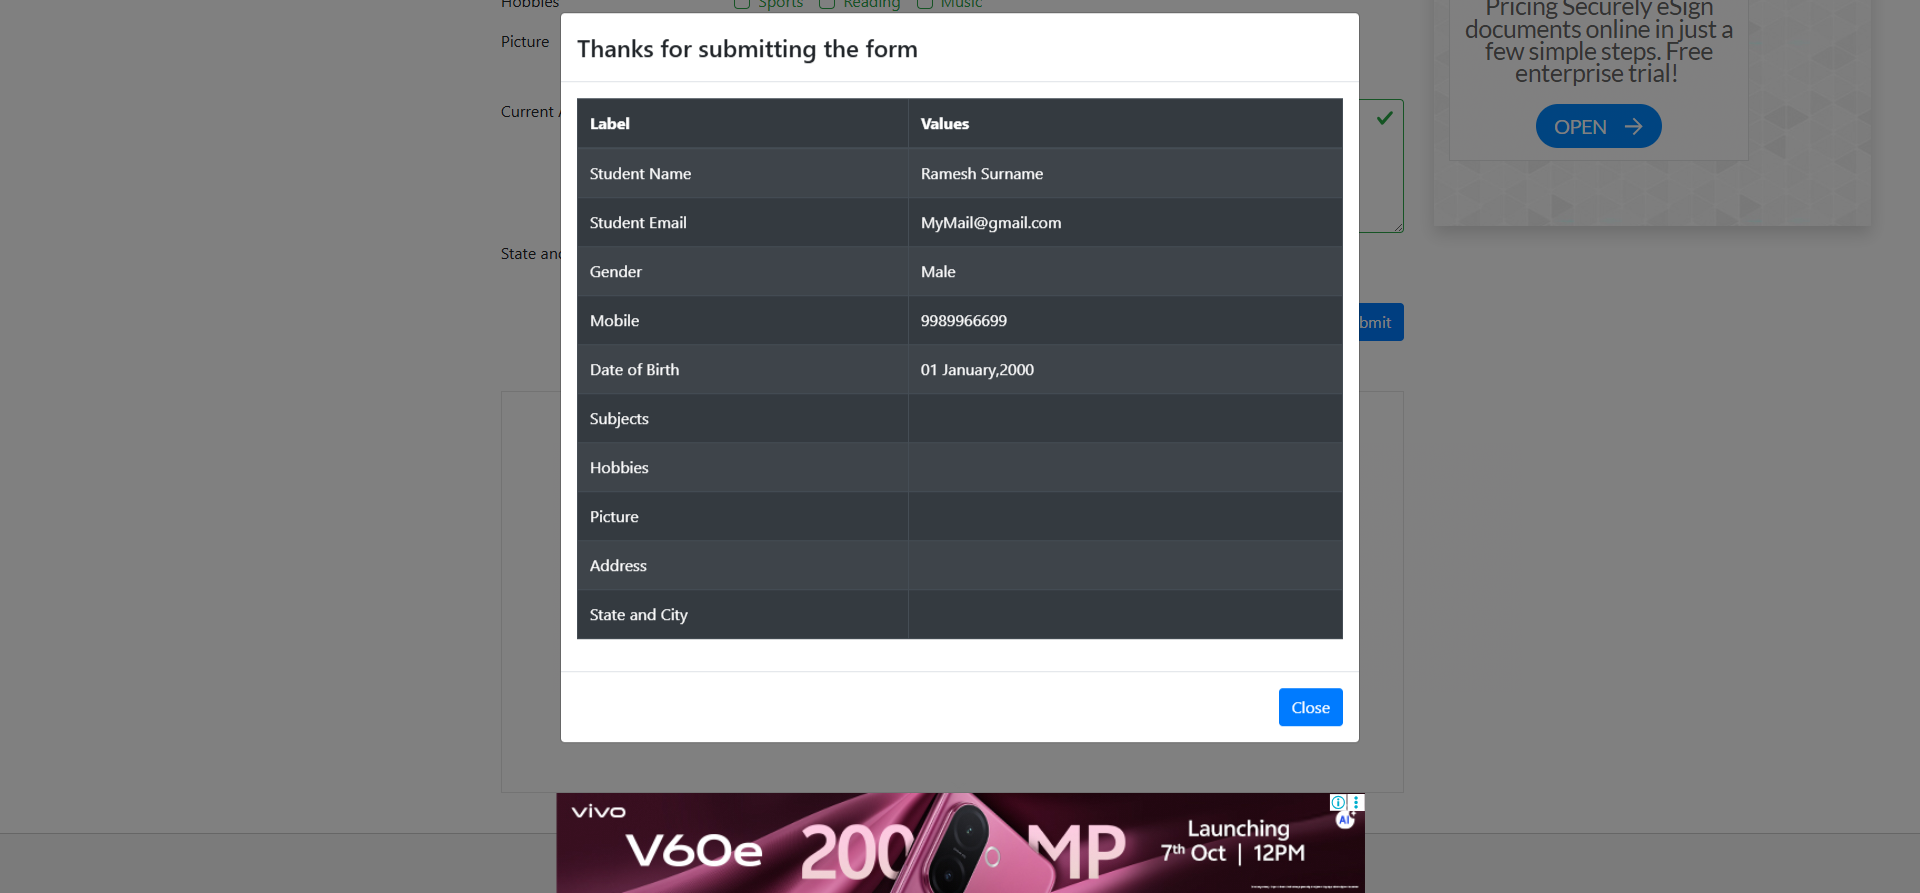 Hobbies
Sports
Reading
Music
Picture
Current
State and
bmit
Thanks for submitting the form
Label Values
Student Name Ramesh Surname
Student Email MyMail@gmail.com
Gender Male
Mobile 9989966699
Date of Birth 01 January,2000
Subjects
Hobbies
Picture
Address
State and City
Close
Pricing Securely eSign
documents online in just a
few simple steps. Free
enterprise trial!
OPEN
vivo
V60e
200 MP
Launching
7th Oct | 12PM
AI